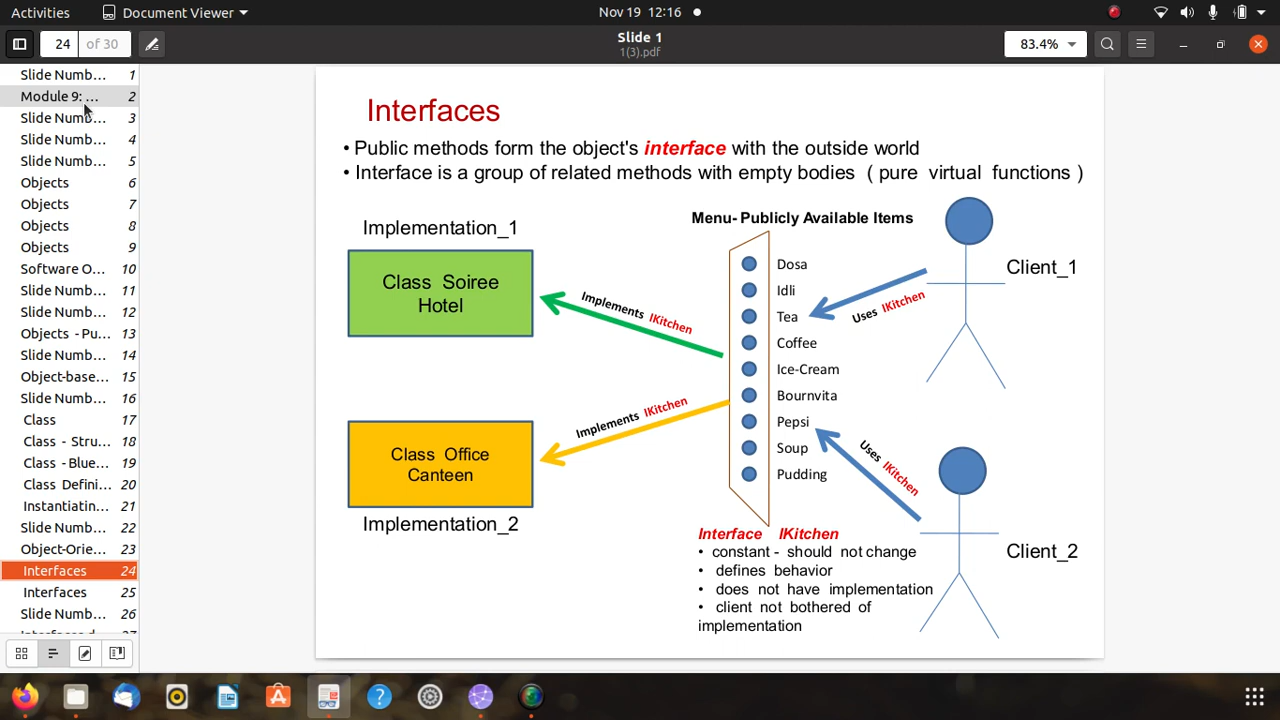 Activities
Document Viewer
Nov 19 12:16
24
of 30
Slide 1
1(3).pdf
83.4%
Slide Numb... 1
Module 9: ... 2
Slide Numb... 3
Slide Numb... 4
Slide Numb... 5
Objects 6
Objects 7
Objects 8
Objects 9
Software O... 10
Slide Numb... 11
Slide Numb... 12
Objects - Pu... 13
Slide Numb... 14
Object-base... 15
Slide Numb... 16
Class 17
Class - Stru... 18
Class - Blue... 19
Class Defini... 20
Instantiatin... 21
Slide Numb... 22
Object-Orie... 23
Interfaces 24
Interfaces 25
Slide Numb... 26
Interfaces
• Public methods form the object's interface with the outside world
• Interface is a group of related methods with empty bodies ( pure virtual functions )
Implementation_1
Class Soiree
Hotel
Implements IKitchen
Class Office
Canteen
Implementation_2
Implements IKitchen
Menu- Publicly Available Items
Dosa
Idli
Tea
Coffee
Ice-Cream
Bournvita
Pepsi
Soup
Pudding
Uses IKitchen
Client_1
Uses IKitchen
Client_2
Interface IKitchen
• constant - should not change
• defines behavior
• does not have implementation
• client not bothered of
implementation